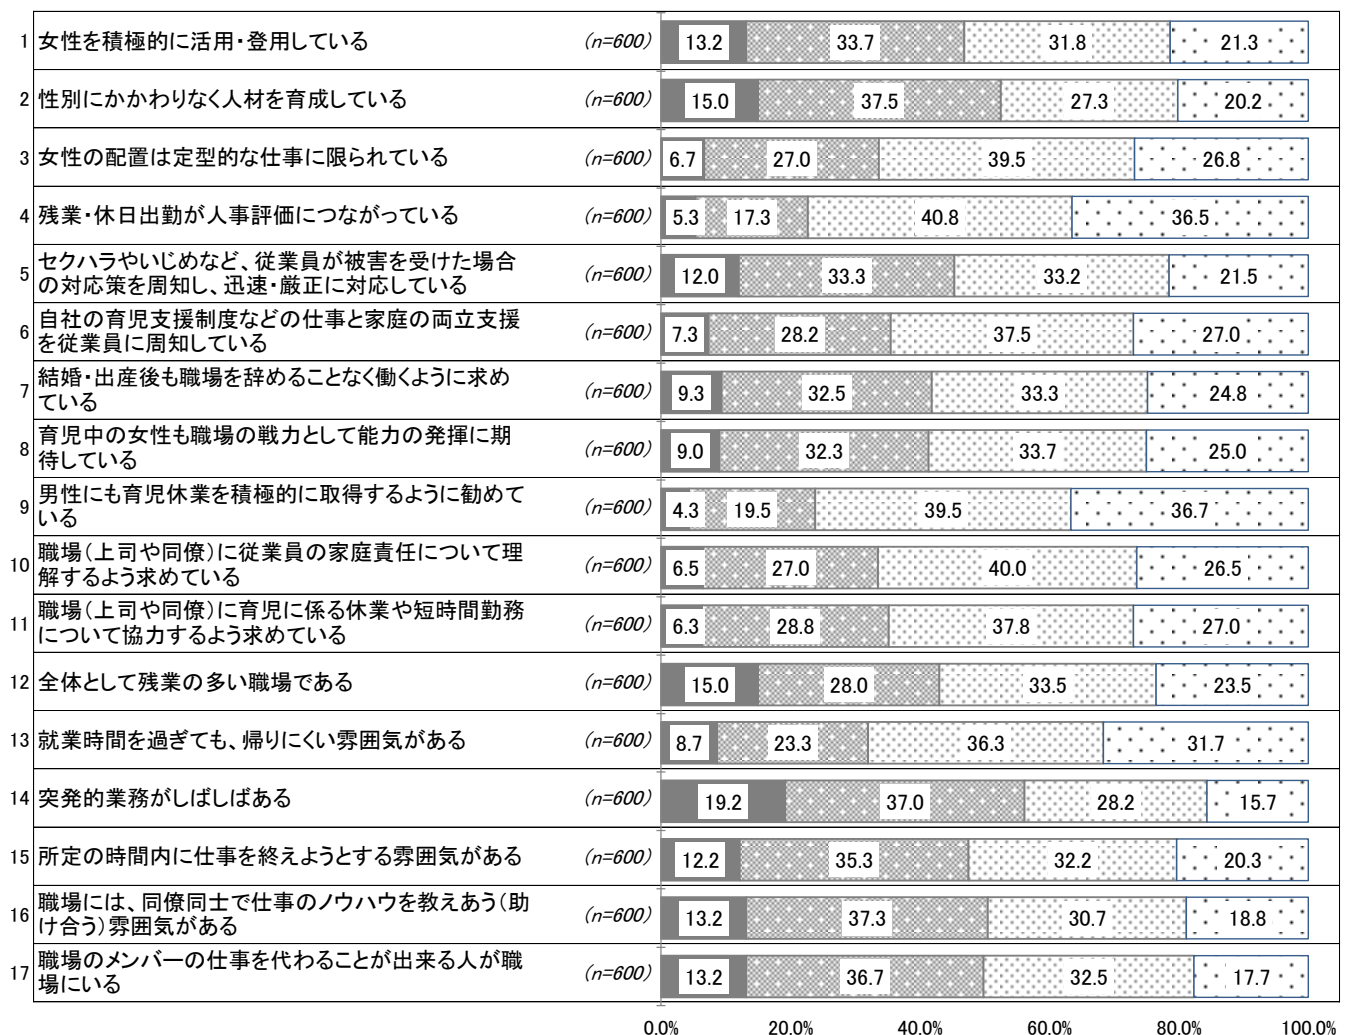 1 女性を積極的に活用・登用している (n=600) 13.2 33.7 31.8 21.3
2 性別にかかわりなく人材を育成している (n=600) 15.0 37.5 27.3 20.2
3 女性の配置は定型的な仕事に限られている (n=600) 6.7 27.0 39.5 26.8
4 残業・休日出勤が人事評価につながっている (n=600) 5.3 17.3 40.8 36.5
5 セクハラやいじめなど、従業員が被害を受けた場合
の対応策を周知し、迅速・厳正に対応している (n=600) 12.0 33.3 33.2 21.5
6 自社の育児支援制度などの仕事と家庭の両立支援
を従業員に周知している (n=600) 7.3 28.2 37.5 27.0
7 結婚・出産後も職場を辞めることなく働くように求め
ている (n=600) 9.3 32.5 33.3 24.8
8 育児中の女性も職場の戦力として能力の発揮に期
待している (n=600) 9.0 32.3 33.7 25.0
9 男性にも育児休業を積極的に取得するように勧めて
いる (n=600) 4.3 19.5 39.5 36.7
10 職場(上司や同僚)に従業員の家庭責任について理
解するよう求めている (n=600) 6.5 27.0 40.0 26.5
11 職場(上司や同僚)に育児に係る休業や短時間勤務
について協力するよう求めている (n=600) 6.3 28.8 37.8 27.0
12 全体として残業の多い職場である (n=600) 15.0 28.0 33.5 23.5
13 就業時間を過ぎても、帰りにくい雰囲気がある (n=600) 8.7 23.3 36.3 31.7
14 突発的業務がしばしばある (n=600) 19.2 37.0 28.2 15.7
15 所定の時間内に仕事を終えようとする雰囲気がある (n=600) 12.2 35.3 32.2 20.3
16 職場には、同僚同士で仕事のノウハウを教えあう(助
け合う)雰囲気がある (n=600) 13.2 37.3 30.7 18.8
17 職場のメンバーの仕事を代わることが出来る人が職
場にいる (n=600) 13.2 36.7 32.5 17.7
0.0% 20.0% 40.0% 60.0% 80.0% 100.0%